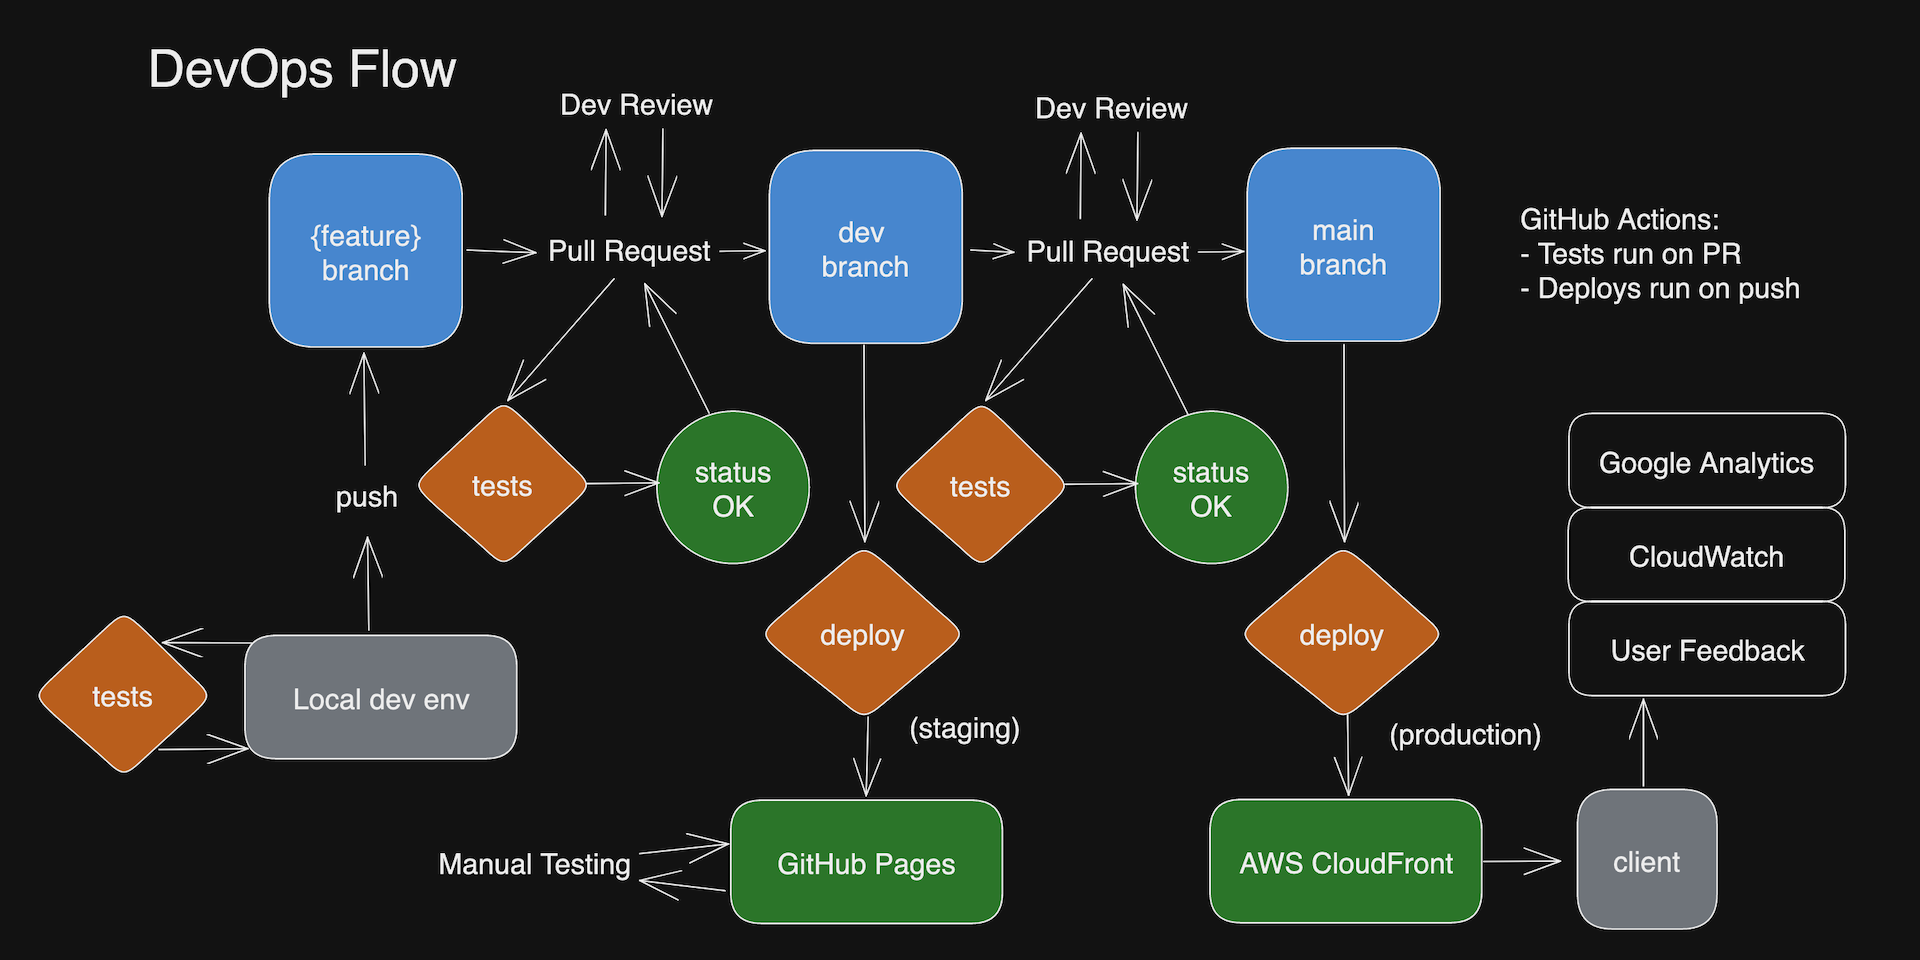 DevOps Flow
Dev Review
Dev Review
{feature}
branch
Pull Request
dev
branch
Pull Request
main
branch
GitHub Actions:
- Tests run on PR
- Deploys run on push
push
tests
status
OK
tests
status
OK
Google Analytics
CloudWatch
User Feedback
tests
Local dev env
deploy
(staging)
deploy
(production)
Manual Testing
GitHub Pages
AWS CloudFront
client